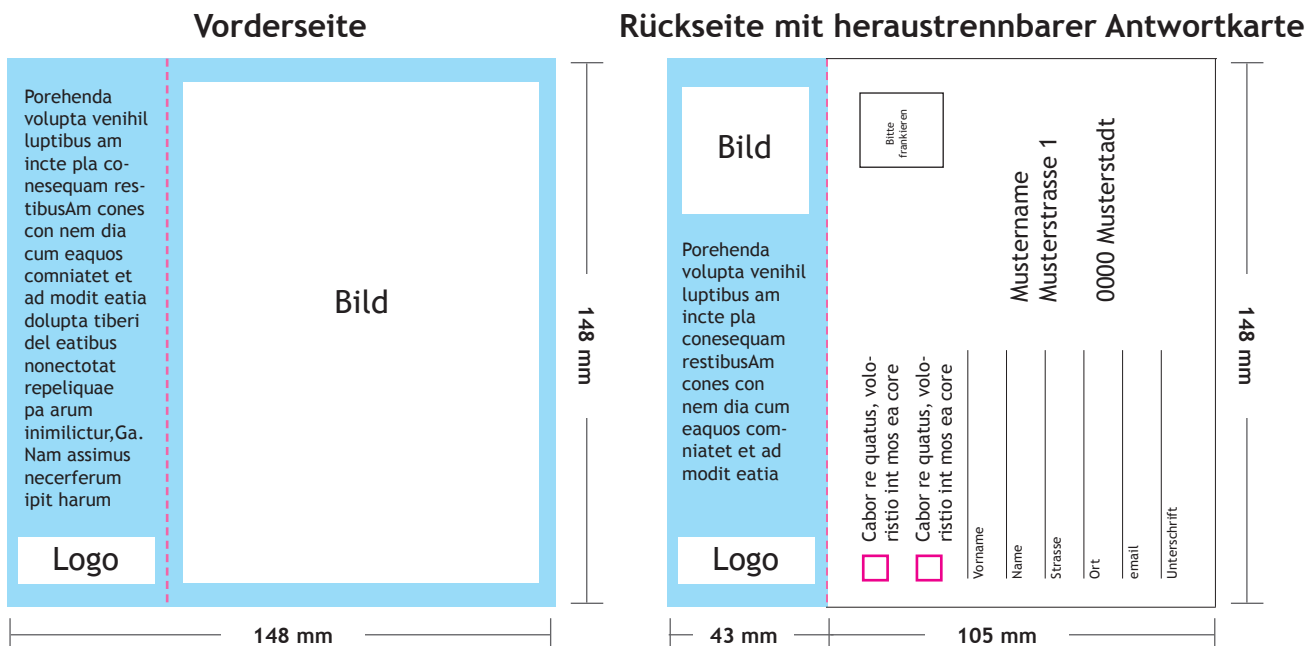 Vorderseite
Porehenda
volupta venihil
luptibus am
incte pla co-
nesequam res-
tibusAm cones
con nem dia
cum eaquos
comniatet et
ad modit eatia
dolupta tiberi
del eatibus
nonectotat
repeliquae
pa arum
inimilictur,Ga.
Nam assimus
necerferum
ipit harum
Logo
Bild
148 mm
148 mm
Rückseite mit heraustrennbarer Antwortkarte
Bild
Porehenda
volupta venihil
luptibus am
incte pla
conesequam
restibusAm
cones con
nem dia cum
eaquos com-
niatet et ad
modit eatia
Logo
Bitte
frankieren
Mustername
Musterstrasse 1
0000 Musterstadt
Cabor re quatus, volo-
ristio int mos ea core
Cabor re quatus, volo-
ristio int mos ea core
Vorname
Name
Strasse
Ort
email
Unterschrift
148 mm
43 mm
105 mm